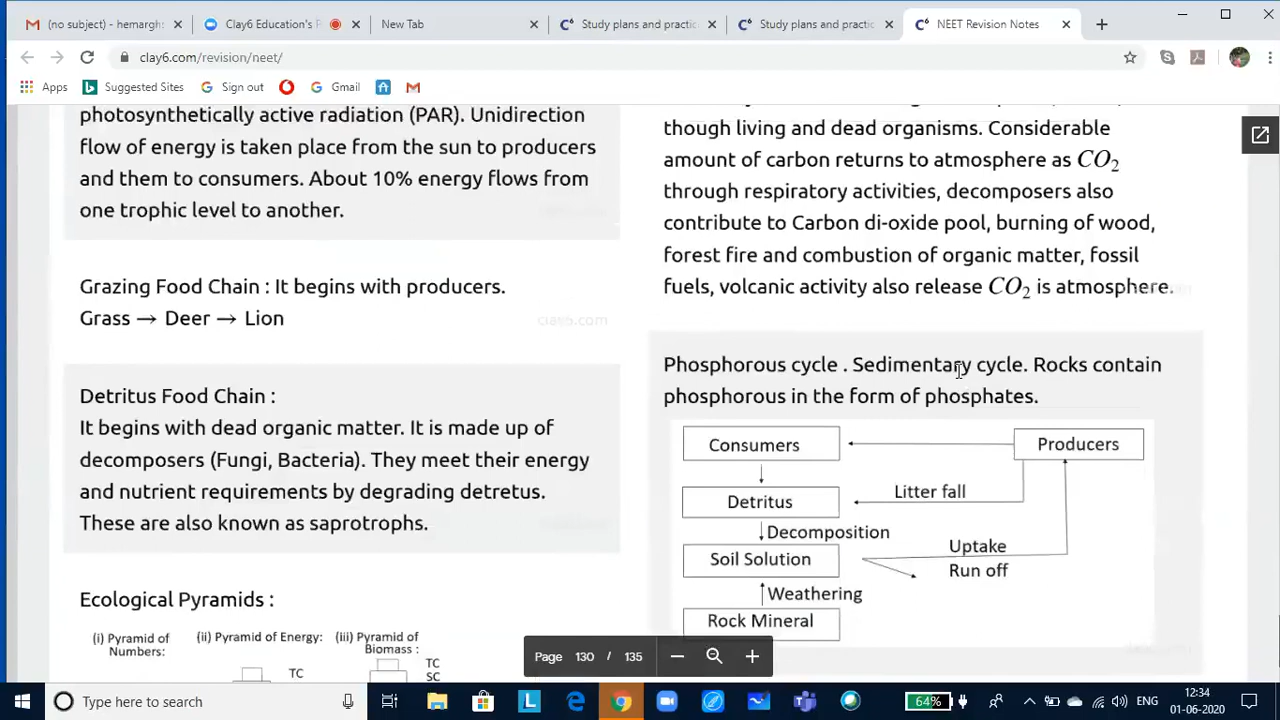 (no subject) - hemargh
Clay6 Education's P
New Tab
Study plans and practic
Study plans and practic
NEET Revision Notes
clay6.com/revision/neet/
Apps
Suggested Sites
Sign out
Gmail
photosynthetically active radiation (PAR). Unidirection
flow of energy is taken place from the sun to producers
and them to consumers. About 10% energy flows from
one trophic level to another.
Grazing Food Chain : It begins with producers.
Grass → Deer → Lion
clay6.com
Detritus Food Chain :
It begins with dead organic matter. It is made up of
decomposers (Fungi, Bacteria). They meet their energy
and nutrient requirements by degrading detretus.
These are also known as saprotrophs.
Ecological Pyramids :
(i) Pyramid of
Numbers:
(ii) Pyramid of Energy:
TC
(iii) Pyramid of
Biomass :
TC
SC
though living and dead organisms. Considerable
amount of carbon returns to atmosphere as CO2
through respiratory activities, decomposers also
contribute to Carbon di-oxide pool, burning of wood,
forest fire and combustion of organic matter, fossil
fuels, volcanic activity also release CO2 is atmosphere.
Phosphorous cycle . Sedimentary cycle. Rocks contain
phosphorous in the form of phosphates.
Consumers
Producers
Detritus
Litter fall
Decomposition
Soil Solution
Uptake
Run off
Weathering
Rock Mineral
Page 130 / 135
Type here to search
64%
ENG
12:34
01-06-2020